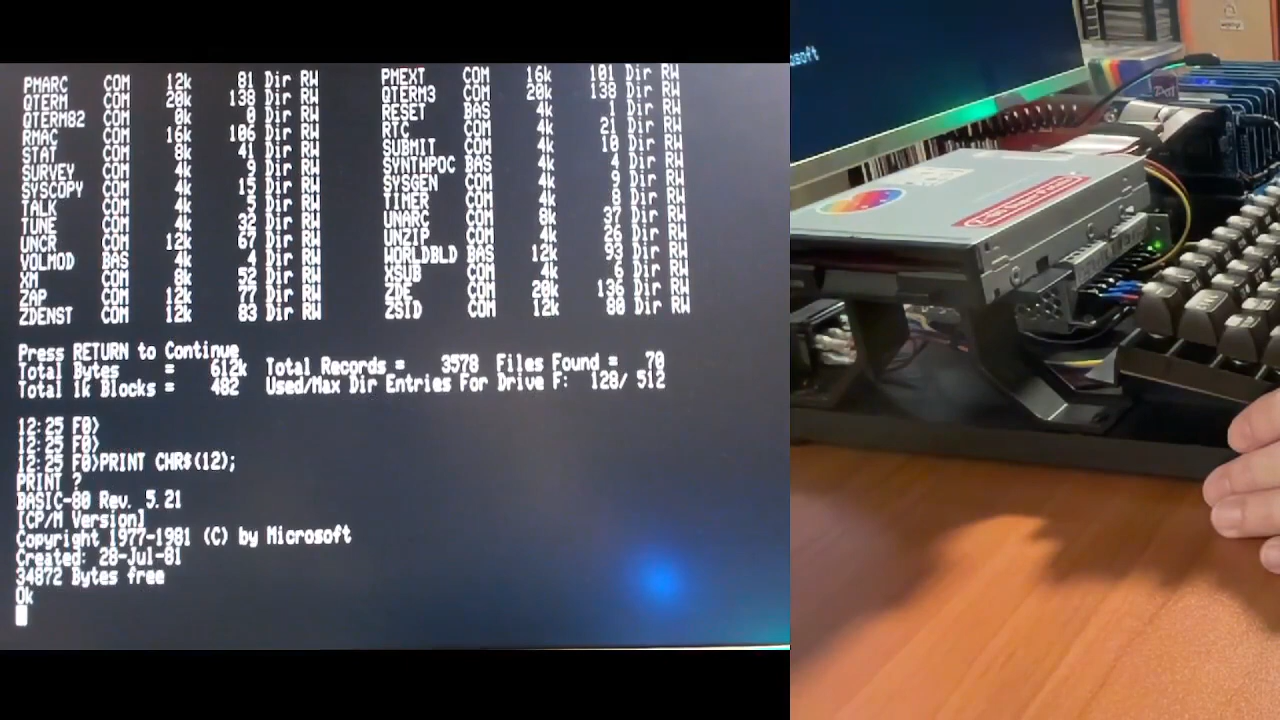 PMARC COM 12k 81 Dir RW PMEXT COM 16k 101 Dir RW
QTERM COM 20k 138 Dir RW QTERM3 COM 20k 138 Dir RW
QTERM82 COM 0k 0 Dir RW RESET BAS 4k 1 Dir RW
RMAC COM 16k 106 Dir RW RTC COM 4k 21 Dir RW
STAT COM 8k 41 Dir RW SUBMIT COM 4k 10 Dir RW
SURVEY COM 4k 9 Dir RW SYNTHPOC BAS 4k 4 Dir RW
SYSCOPY COM 4k 15 Dir RW SYSGEN COM 4k 9 Dir RW
TALK COM 4k 5 Dir RW TIMER COM 4k 8 Dir RW
TUNE COM 4k 32 Dir RW UNARC COM 8k 37 Dir RW
UNCR COM 12k 67 Dir RW UNZIP COM 4k 26 Dir RW
VOLMOD BAS 4k 4 Dir RW WORLDBLD BAS 12k 93 Dir RW
XM COM 8k 52 Dir RW XSUB COM 4k 6 Dir RW
ZAP COM 12k 77 Dir RW ZDE COM 20k 136 Dir RW
ZDENST COM 12k 83 Dir RW ZSID COM 12k 80 Dir RW
Press RETURN to Continue
Total Bytes = 612k Total Records = 3578 Files Found = 70
Total 1k Blocks = 482 Used/Max Dir Entries For Drive F: 128/ 512
12:25 F0>
12:25 F0>
12:25 F0>PRINT CHR$(12);
PRINT ?
BASIC-80 Rev. 5.21
[CP/M Version]
Copyright 1977-1981 (C) by Microsoft
Created: 28-Jul-81
34872 Bytes free
Ok
osoft